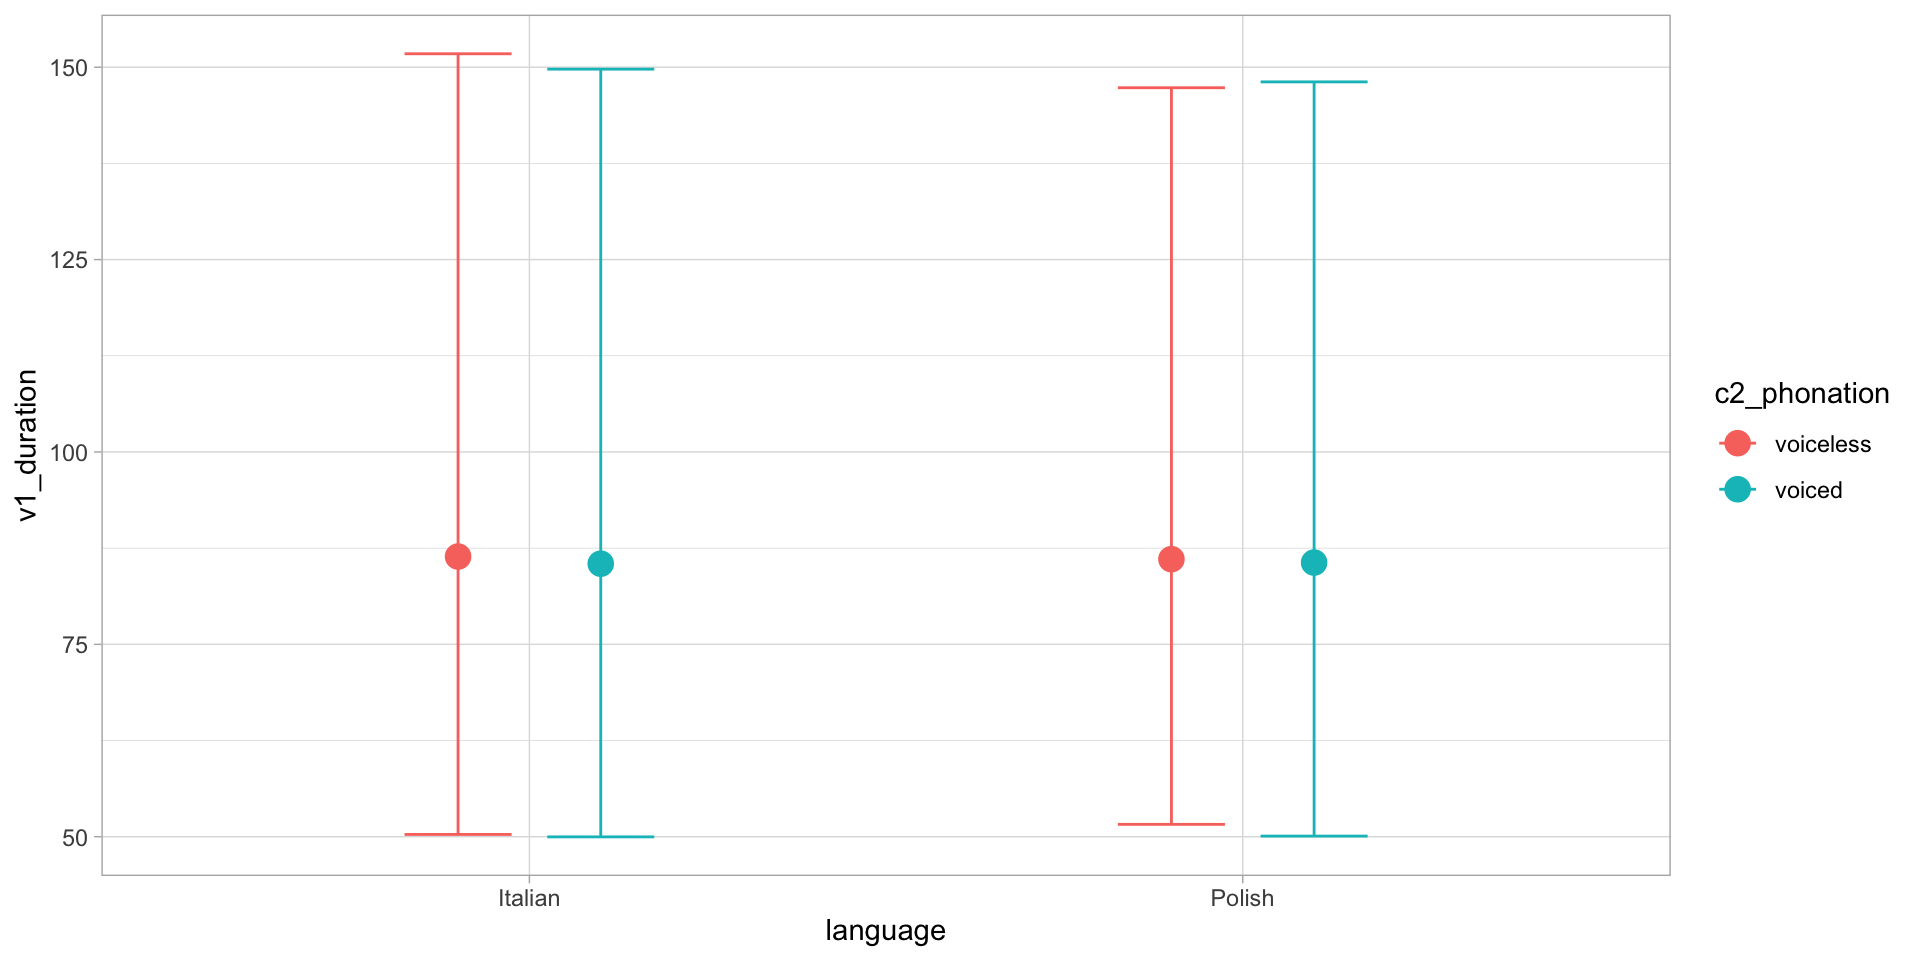 150
125
100
75
50
v1_duration
Italian
Polish
language
c2_phonation
voiceless
voiced